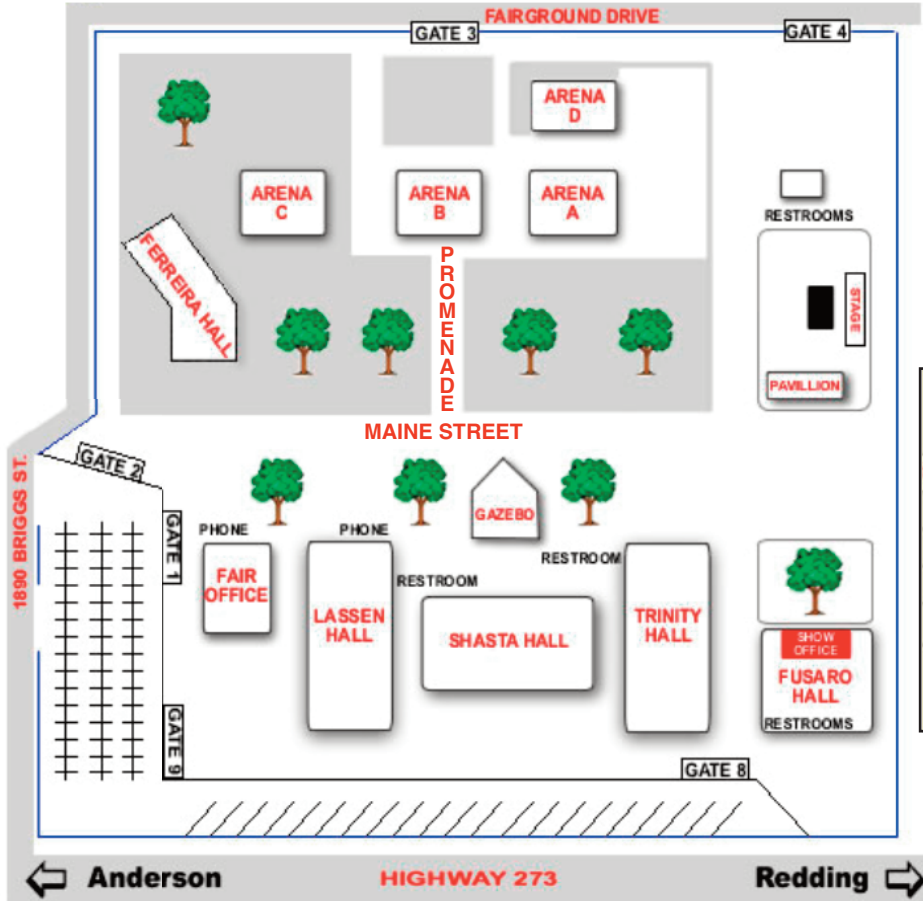 FAIRGROUND DRIVE
GATE 3
GATE 4
ARENA
D
ARENA
C
ARENA
B
ARENA
A
RESTROOMS
FERREIRA HALL
PROMENADE
STAGE
PAVILLION
MAINE STREET
GATE 2
1890 BRIGGS ST.
GATE 1
PHONE
PHONE
GAZEBO
RESTROOM
RESTROOM
FAIR
OFFICE
LASSEN
HALL
SHASTA HALL
TRINITY
HALL
SHOW
OFFICE
FUSARO
HALL
RESTROOMS
GATE 9
GATE 8
Anderson
HIGHWAY 273
Redding